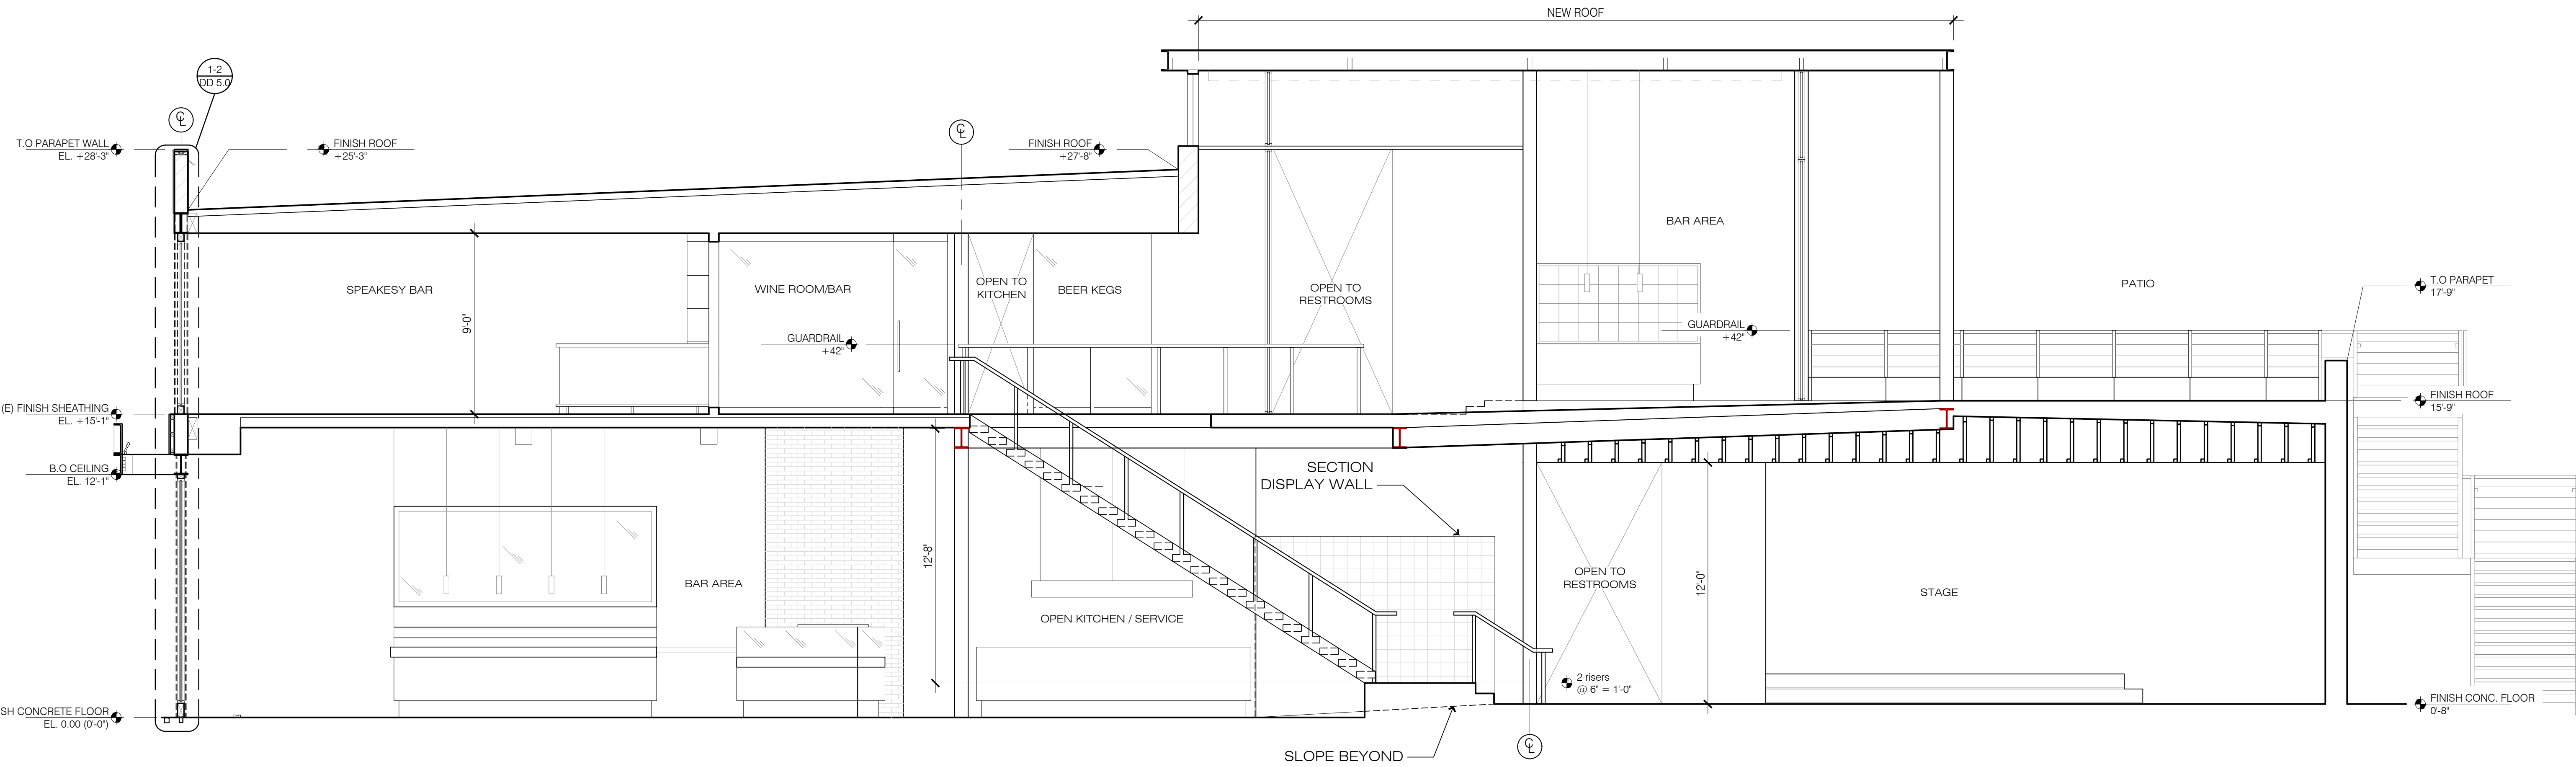 NEW ROOF
1-2
DD 5.0
℄
℄
T.O PARAPET WALL
EL. +28'-3"
FINISH ROOF
+25'-3"
FINISH ROOF
+27'-8"
BAR AREA
SPEAKESY BAR
9'-0"
WINE ROOM/BAR
OPEN TO
KITCHEN
BEER KEGS
OPEN TO
RESTROOMS
PATIO
T.O PARAPET
17'-9"
GUARDRAIL
+42"
GUARDRAIL
+42"
(E) FINISH SHEATHING
EL. +15'-1"
FINISH ROOF
15'-9"
B.O CEILING
EL. 12'-1"
SECTION
DISPLAY WALL
BAR AREA
12'-8"
OPEN KITCHEN / SERVICE
OPEN TO
RESTROOMS
12'-0"
STAGE
2 risers
@ 6" = 1'-0"
SH CONCRETE FLOOR
EL. 0.00 (0'-0")
FINISH CONC. FLOOR
0'-8"
℄
SLOPE BEYOND